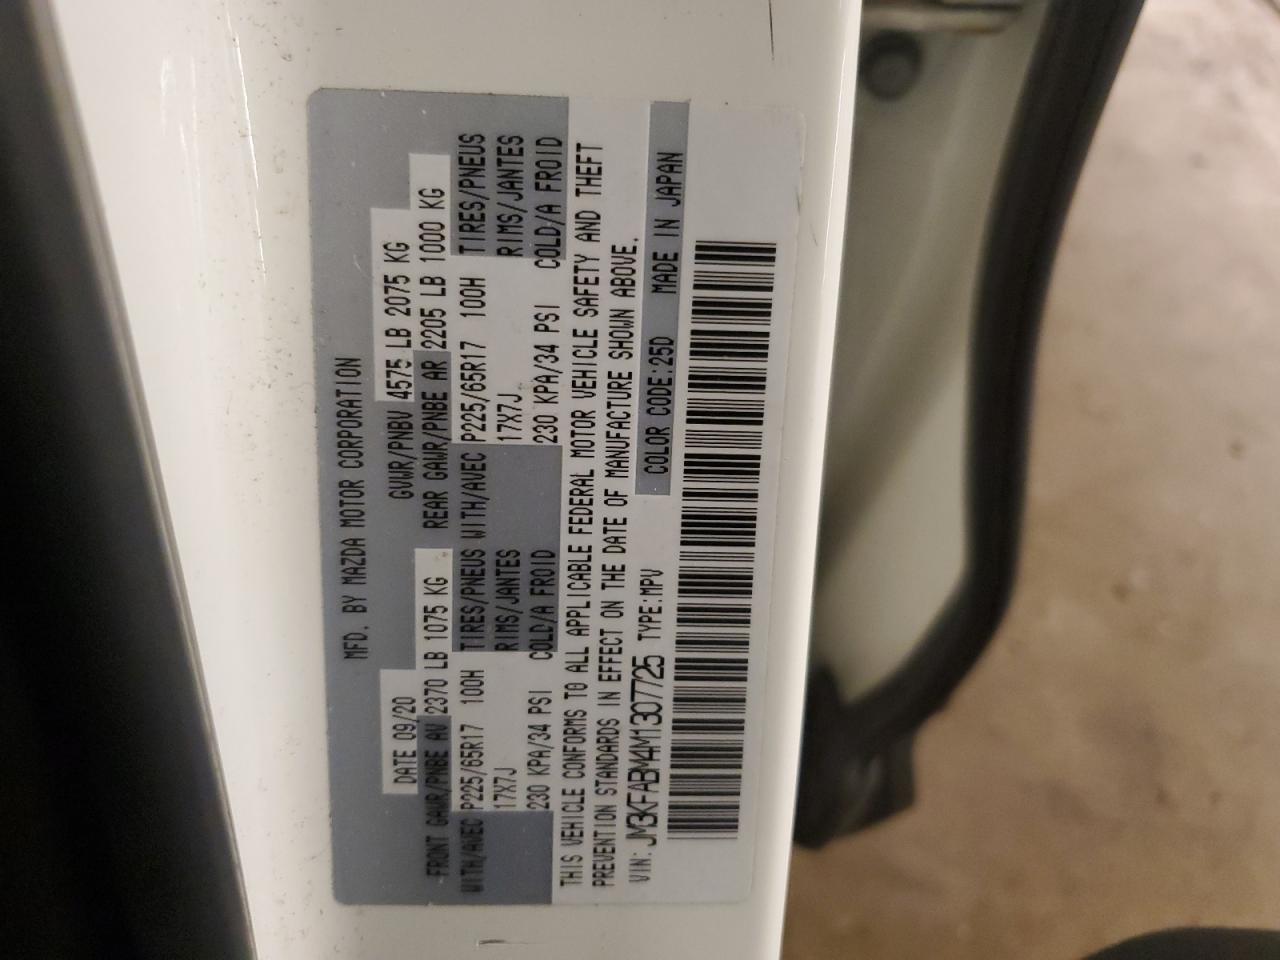 MFD. BY MAZDA MOTOR CORPORATION
DATE 09/20 GVWR/PNBV 4575 LB 2075 KG
FRONT GAWR/PNBE AV 2370 LB 1075 KG REAR GAWR/PNBE AR 2205 LB 1000 KG
WITH/AVEC P225/65R17 100H TIRES/PNEUS WITH/AVEC P225/65R17 100H TIRES/PNEUS
17X7J RIMS/JANTES 17X7J RIMS/JANTES
230 KPA/34 PSI COLD/A FROID 230 KPA/34 PSI COLD/A FROID
THIS VEHICLE CONFORMS TO ALL APPLICABLE FEDERAL MOTOR VEHICLE SAFETY AND THEFT
PREVENTION STANDARDS IN EFFECT ON THE DATE OF MANUFACTURE SHOWN ABOVE.
VIN: JM3KFABM4M1307725 TYPE:MPV COLOR CODE:25D MADE IN JAPAN